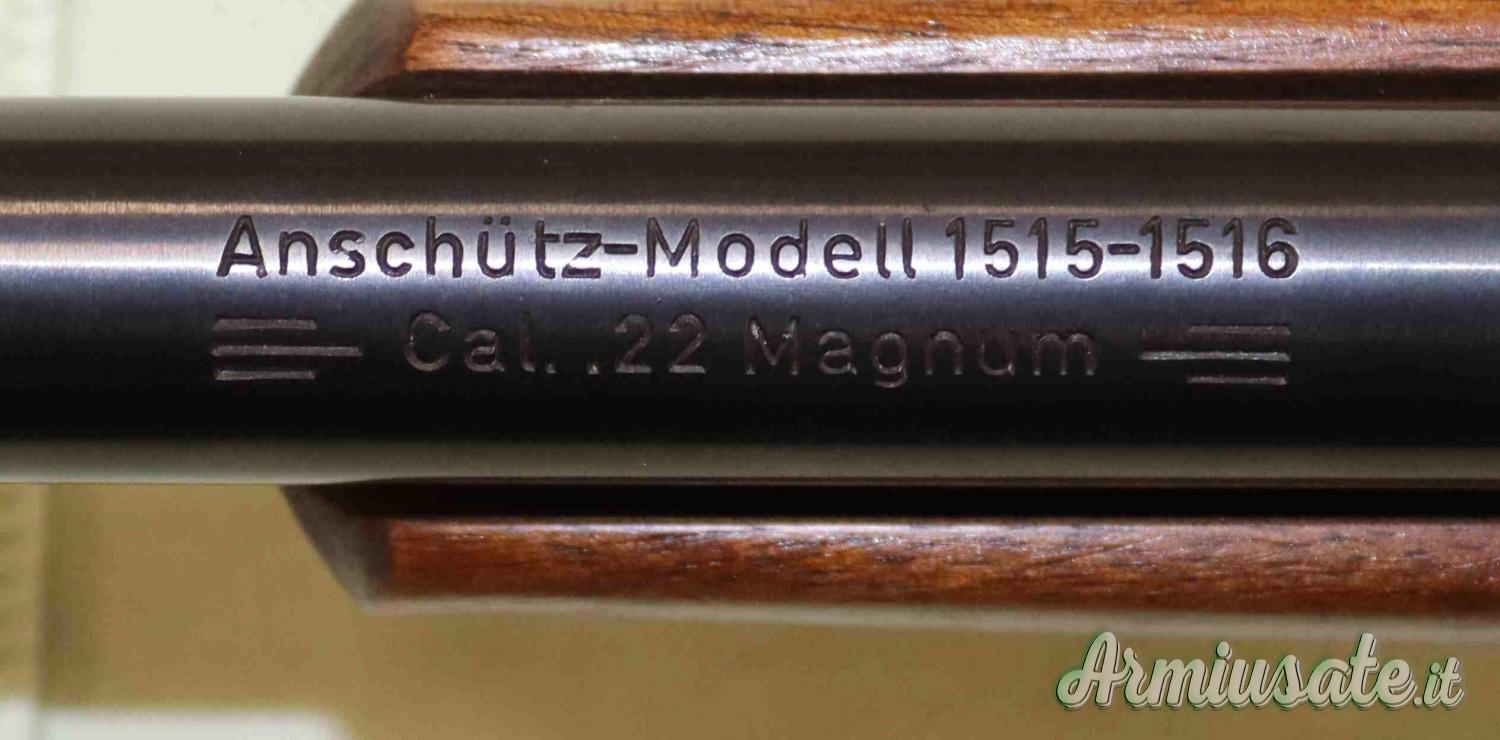 Anschütz-Modell 1515-1516
Cal. .22 Magnum
Armiusate.it